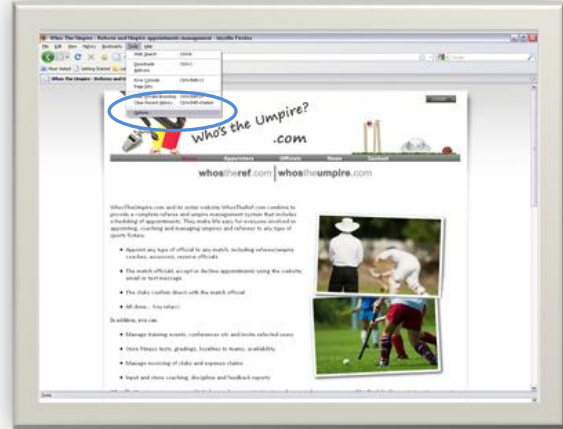 Who's The Umpire - Referee and Umpire appointments management - Mozilla Firefox
File Edit View History Bookmarks Tools Help
Web Search
Downloads
Add-ons
Error Console
Page Info
Clear Recent History...
Options...
Who's the Umpire?
.com
Home Appointers Officials News Contact
whostheref.com | whostheumpire.com
WhosTheUmpire.com and its sister website WhosTheRef.com combine to
provide a complete referee and umpire management system that includes
scheduling of appointments. They make life easy for everyone involved in
appointing, coaching and managing umpires and referees to any type of
sports fixture.
Appoint any type of official to any match, including referee/umpire
coaches, assessors, reserve officials
The match officials accept or decline appointments using the website,
email or text message
The clubs confirm direct with the match official
All done... You relax!
In addition, you can
Manage training events, conferences etc and invite selected users
Store fitness tests, gradings, loyalties to teams, availability
Manage invoicing of clubs and expenses claims
Input and store coaching, discipline and feedback reports
Done